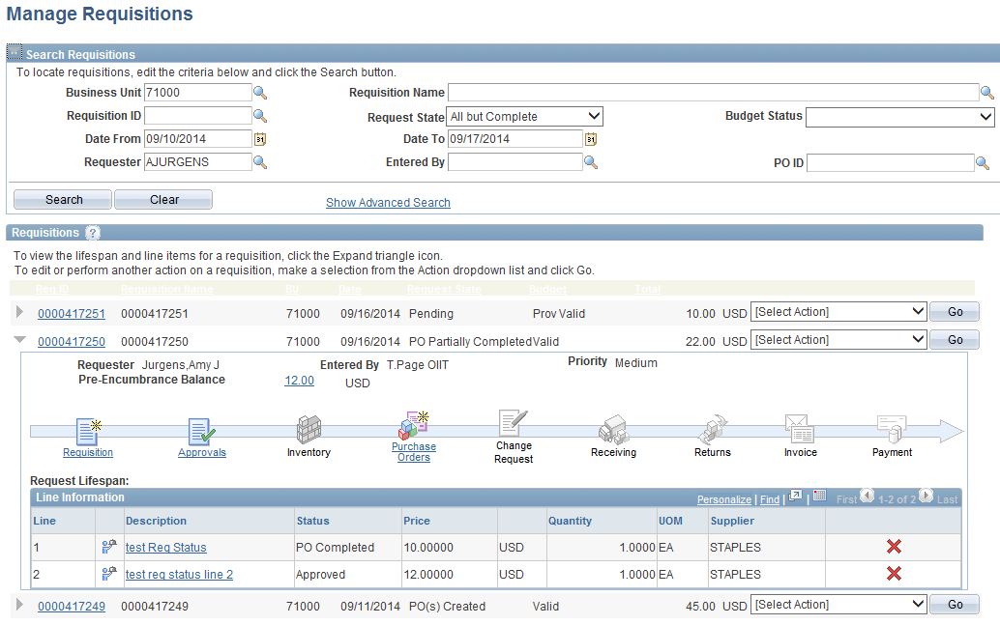 Manage Requisitions
Search Requisitions
To locate requisitions, edit the criteria below and click the Search button.
Business Unit 71000 Requisition Name
Requisition ID Request State All but Complete Budget Status
Date From 09/10/2014 31 Date To 09/17/2014 31
Requester AJURGENS Entered By PO ID
Search Clear Show Advanced Search
Requisitions ?
To view the lifespan and line items for a requisition, click the Expand triangle icon.
To edit or perform another action on a requisition, make a selection from the Action dropdown list and click Go.
Req ID Requisition Name BU Date Request State Budget Total
0000417251 0000417251 71000 09/16/2014 Pending Prov Valid 10.00 USD [Select Action] Go
0000417250 0000417250 71000 09/16/2014 PO Partially Completed Valid 22.00 USD [Select Action] Go
Requester Jurgens,Amy J Entered By T.Page OIIT Priority Medium
Pre-Encumbrance Balance 12.00 USD
Requisition Approvals Inventory Purchase Orders Change Request Receiving Returns Invoice Payment
Request Lifespan:
Line Information Personalize | Find | | First 1-2 of 2 Last
Line Description Status Price Quantity UOM Supplier
1 test Req Status PO Completed 10.00000 USD 1.0000 EA STAPLES
2 test req status line 2 Approved 12.00000 USD 1.0000 EA STAPLES
0000417249 0000417249 71000 09/11/2014 PO(s) Created Valid 45.00 USD [Select Action] Go